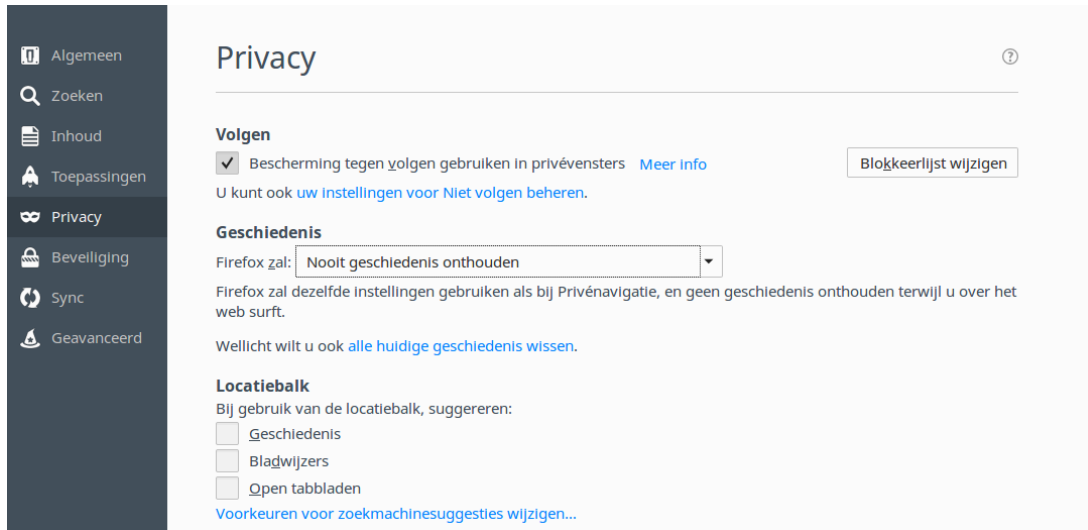 Algemeen
Zoeken
Inhoud
Toepassingen
Privacy
Beveiliging
Sync
Geavanceerd
Privacy
?
Volgen
Bescherming tegen volgen gebruiken in privévensters Meer info Blokkeerlijst wijzigen
U kunt ook uw instellingen voor Niet volgen beheren.
Geschiedenis
Firefox zal: Nooit geschiedenis onthouden
Firefox zal dezelfde instellingen gebruiken als bij Privénavigatie, en geen geschiedenis onthouden terwijl u over het
web surft.
Wellicht wilt u ook alle huidige geschiedenis wissen.
Locatiebalk
Bij gebruik van de locatiebalk, suggereren:
Geschiedenis
Bladwijzers
Open tabbladen
Voorkeuren voor zoekmachinesuggesties wijzigen...